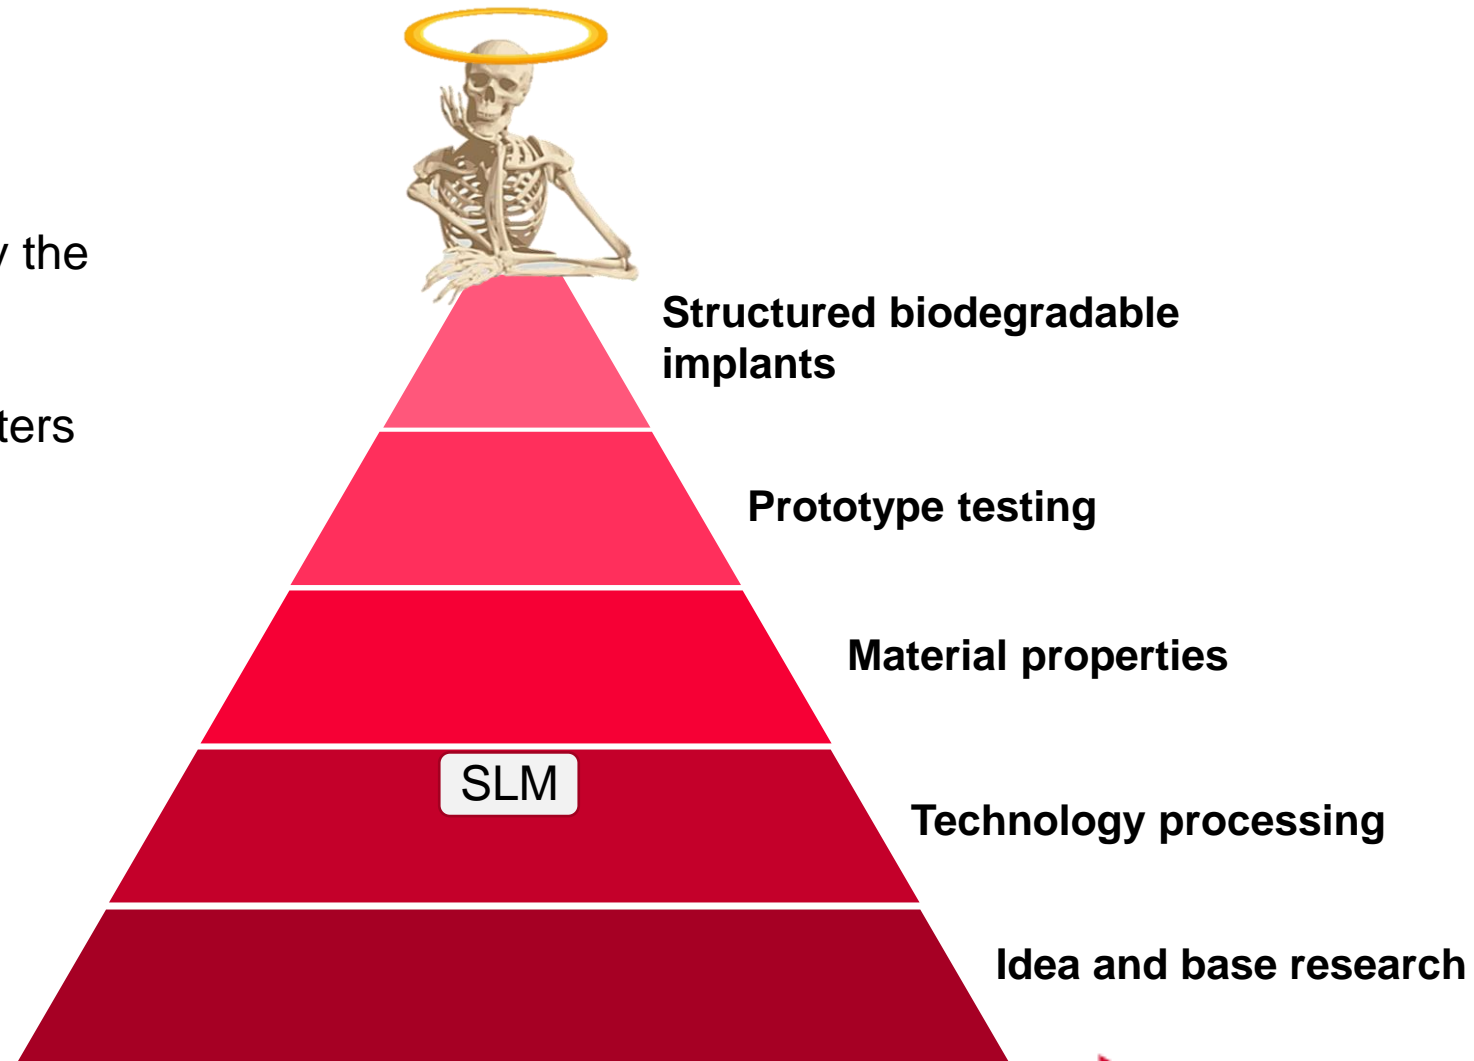 y the
Structured biodegradable
implants
ters
Prototype testing
Material properties
SLM
Technology processing
Idea and base research